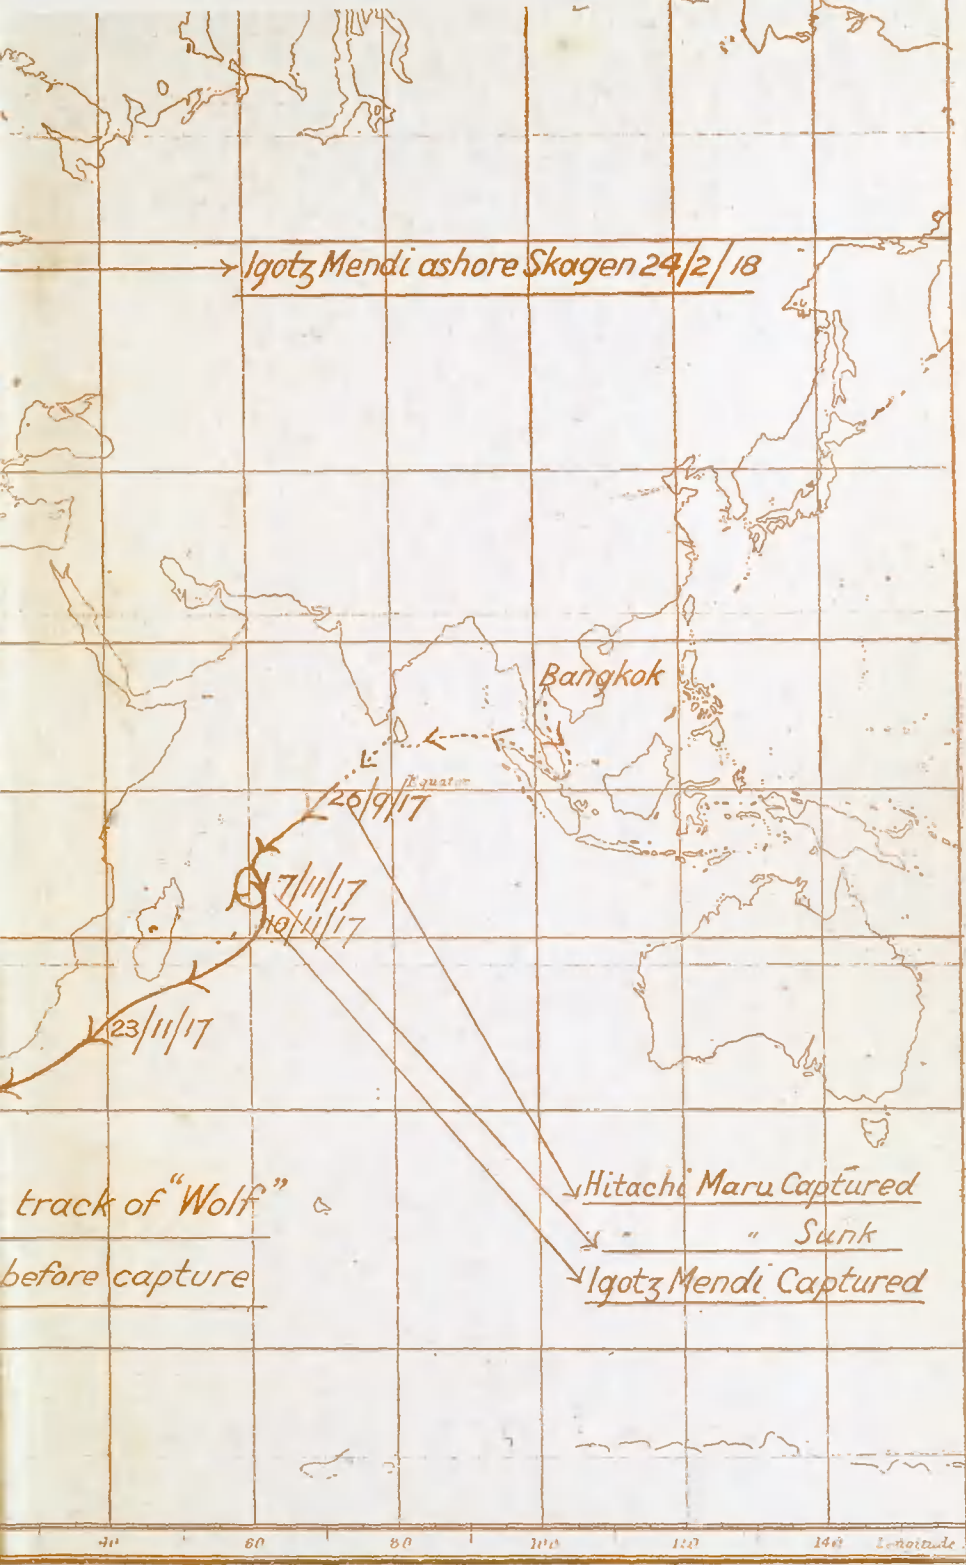 Igotz Mendi ashore Skagen 24/2/18
Bangkok
Equator
26/9/17
7/11/17
10/11/17
23/11/17
track of "Wolf"
before capture
Hitachi Maru Captured
" " Sunk
Igotz Mendi Captured
40 60 80 100 120 140 Longitude